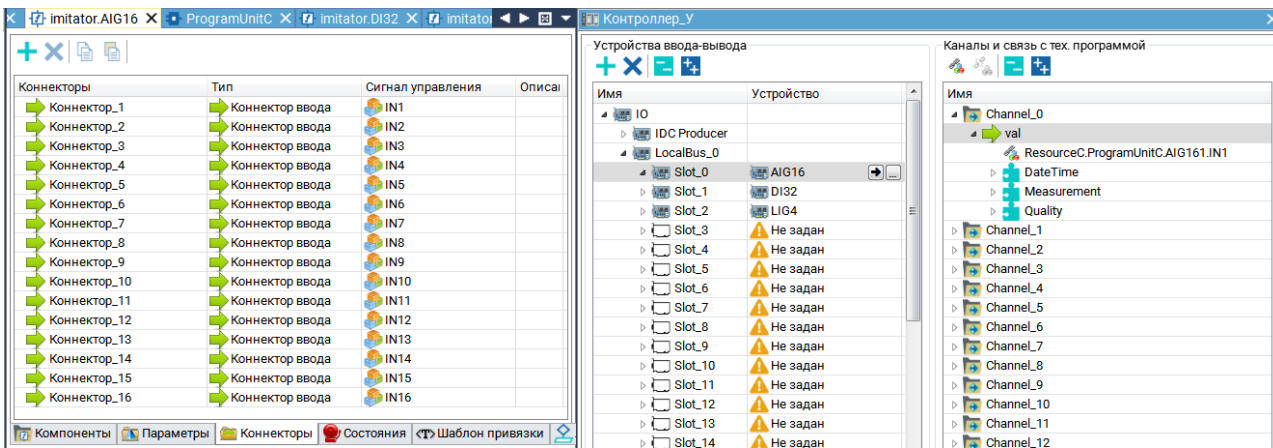 imitator.AIG16 ProgramUnitC imitator.DI32 imitato
Коннекторы Тип Сигнал управления Описа
Коннектор_1 Коннектор ввода IN1
Коннектор_2 Коннектор ввода IN2
Коннектор_3 Коннектор ввода IN3
Коннектор_4 Коннектор ввода IN4
Коннектор_5 Коннектор ввода IN5
Коннектор_6 Коннектор ввода IN6
Коннектор_7 Коннектор ввода IN7
Коннектор_8 Коннектор ввода IN8
Коннектор_9 Коннектор ввода IN9
Коннектор_10 Коннектор ввода IN10
Коннектор_11 Коннектор ввода IN11
Коннектор_12 Коннектор ввода IN12
Коннектор_13 Коннектор ввода IN13
Коннектор_14 Коннектор ввода IN14
Коннектор_15 Коннектор ввода IN15
Коннектор_16 Коннектор ввода IN16
Компоненты Параметры Коннекторы Состояния <T> Шаблон привязки
Контроллер_У
Устройства ввода-вывода
Имя Устройство
IO
IDC Producer
LocalBus_0
Slot_0 AIG16
Slot_1 DI32
Slot_2 LIG4
Slot_3 Не задан
Slot_4 Не задан
Slot_5 Не задан
Slot_6 Не задан
Slot_7 Не задан
Slot_8 Не задан
Slot_9 Не задан
Slot_10 Не задан
Slot_11 Не задан
Slot_12 Не задан
Slot_13 Не задан
Slot_14 Не задан
Каналы и связь с тех. программой
Имя
Channel_0
val
ResourceC.ProgramUnitC.AIG161.IN1
DateTime
Measurement
Quality
Channel_1
Channel_2
Channel_3
Channel_4
Channel_5
Channel_6
Channel_7
Channel_8
Channel_9
Channel_10
Channel_11
Channel_12